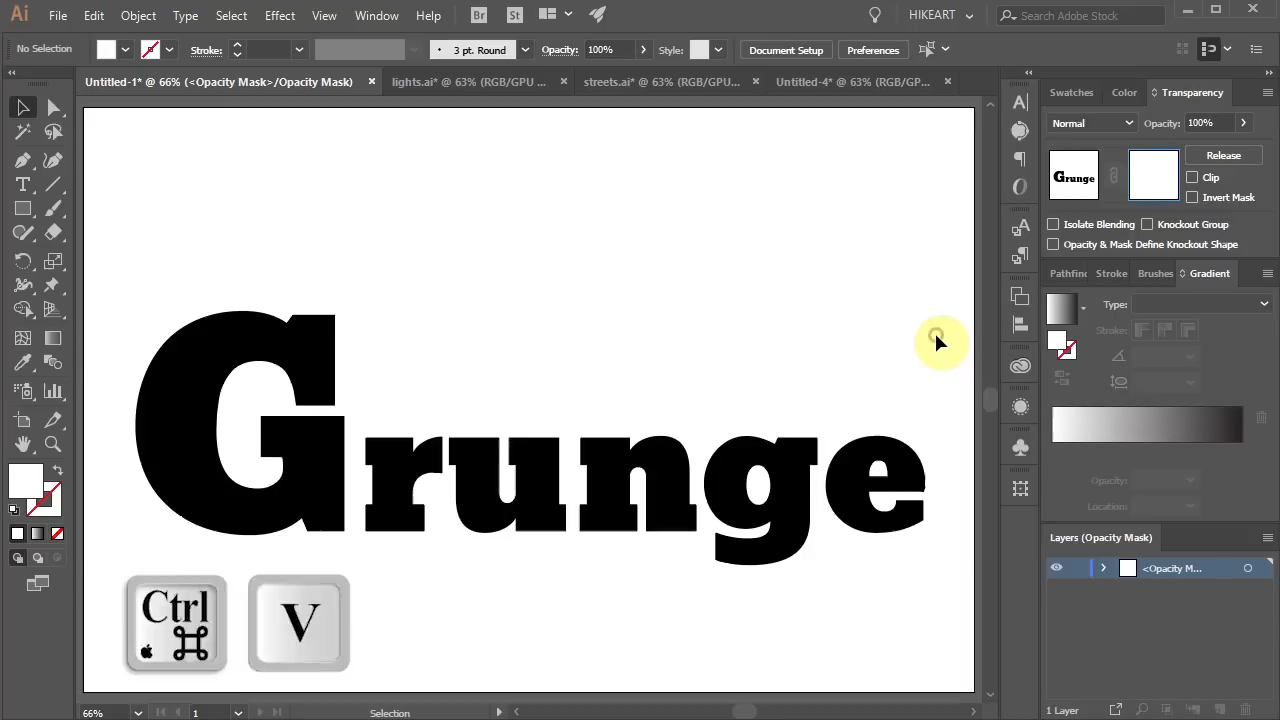 Ai File Edit Object Type Select Effect View Window Help Br St HIKEART Search Adobe Stock
No Selection Stroke: 3 pt. Round Opacity: 100% Style: Document Setup Preferences
Untitled-1* @ 66% (<Opacity Mask>/Opacity Mask) × lights.ai* @ 63% (RGB/GPU ... × streets.ai* @ 63% (RGB/GPU... × Untitled-4* @ 63% (RGB/GP... ×
Swatches Color Transparency
Normal Opacity: 100%
Grunge
Release
Clip
Invert Mask
Isolate Blending Knockout Group
Opacity & Mask Define Knockout Shape
Pathfinc Stroke Brushes Gradient
Type:
Stroke:
Opacity:
Location:
Layers (Opacity Mask)
<Opacity M...
1 Layer
Grunge
Ctrl V
66% 1 Selection